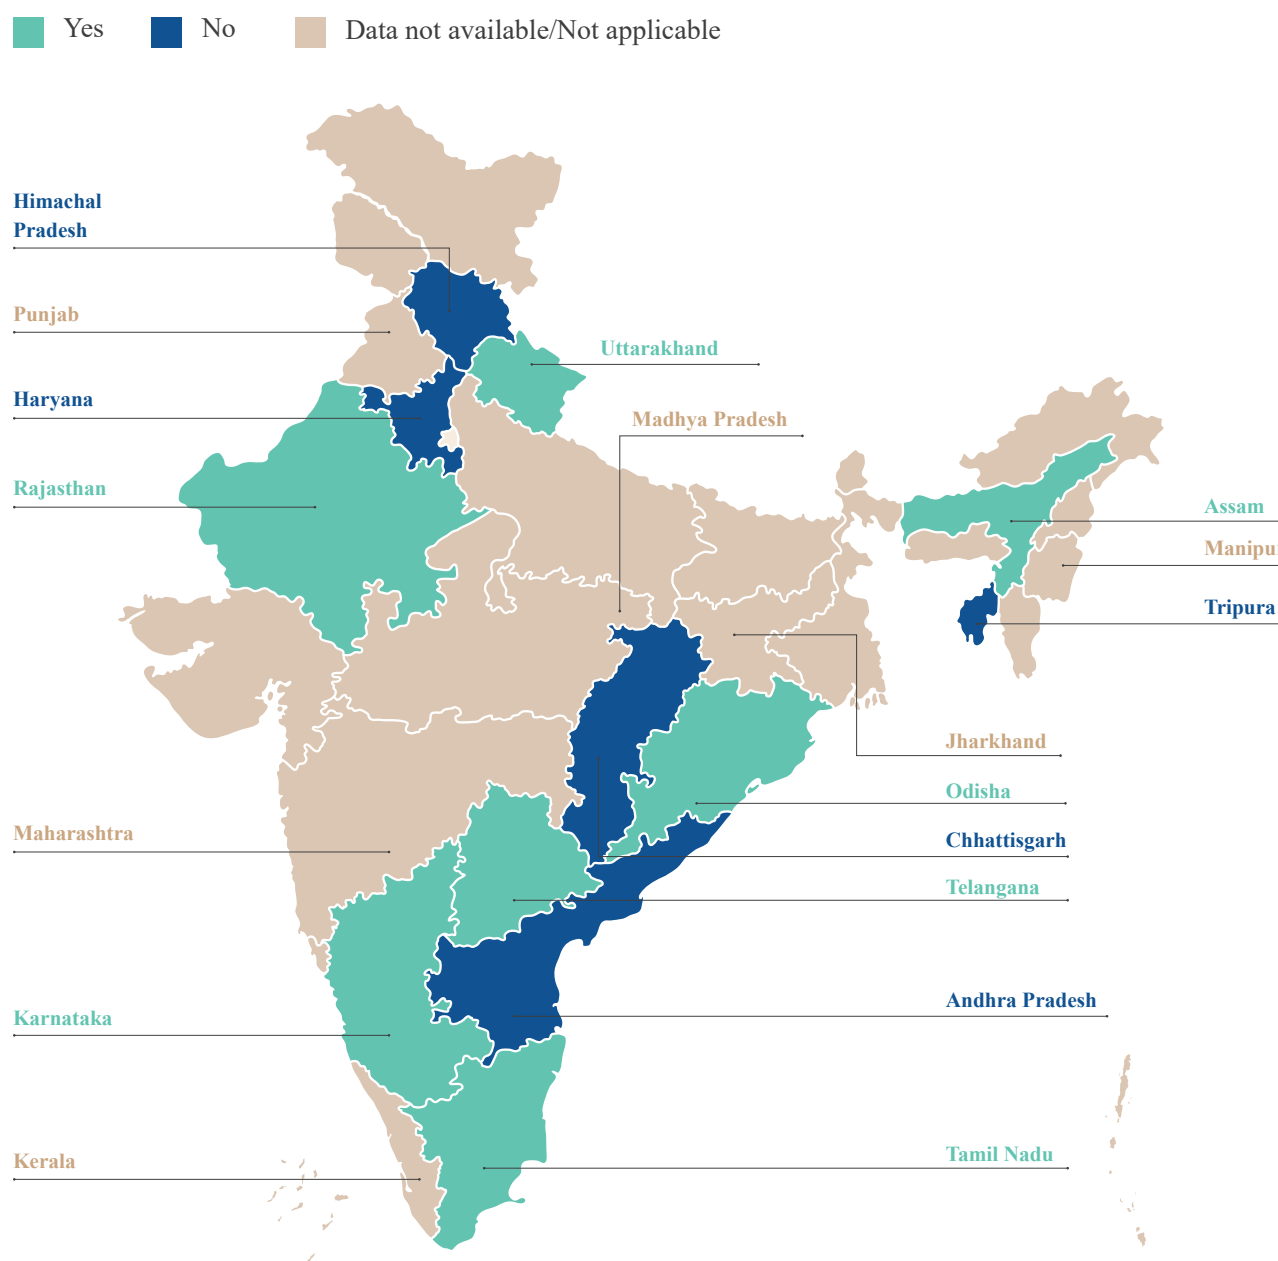 Yes No Data not available/Not applicable
Himachal
Pradesh
Punjab
Uttarakhand
Haryana
Madhya Pradesh
Rajasthan
Assam
Manipu
Tripura
Jharkhand
Odisha
Maharashtra
Chhattisgarh
Telangana
Andhra Pradesh
Karnataka
Tamil Nadu
Kerala